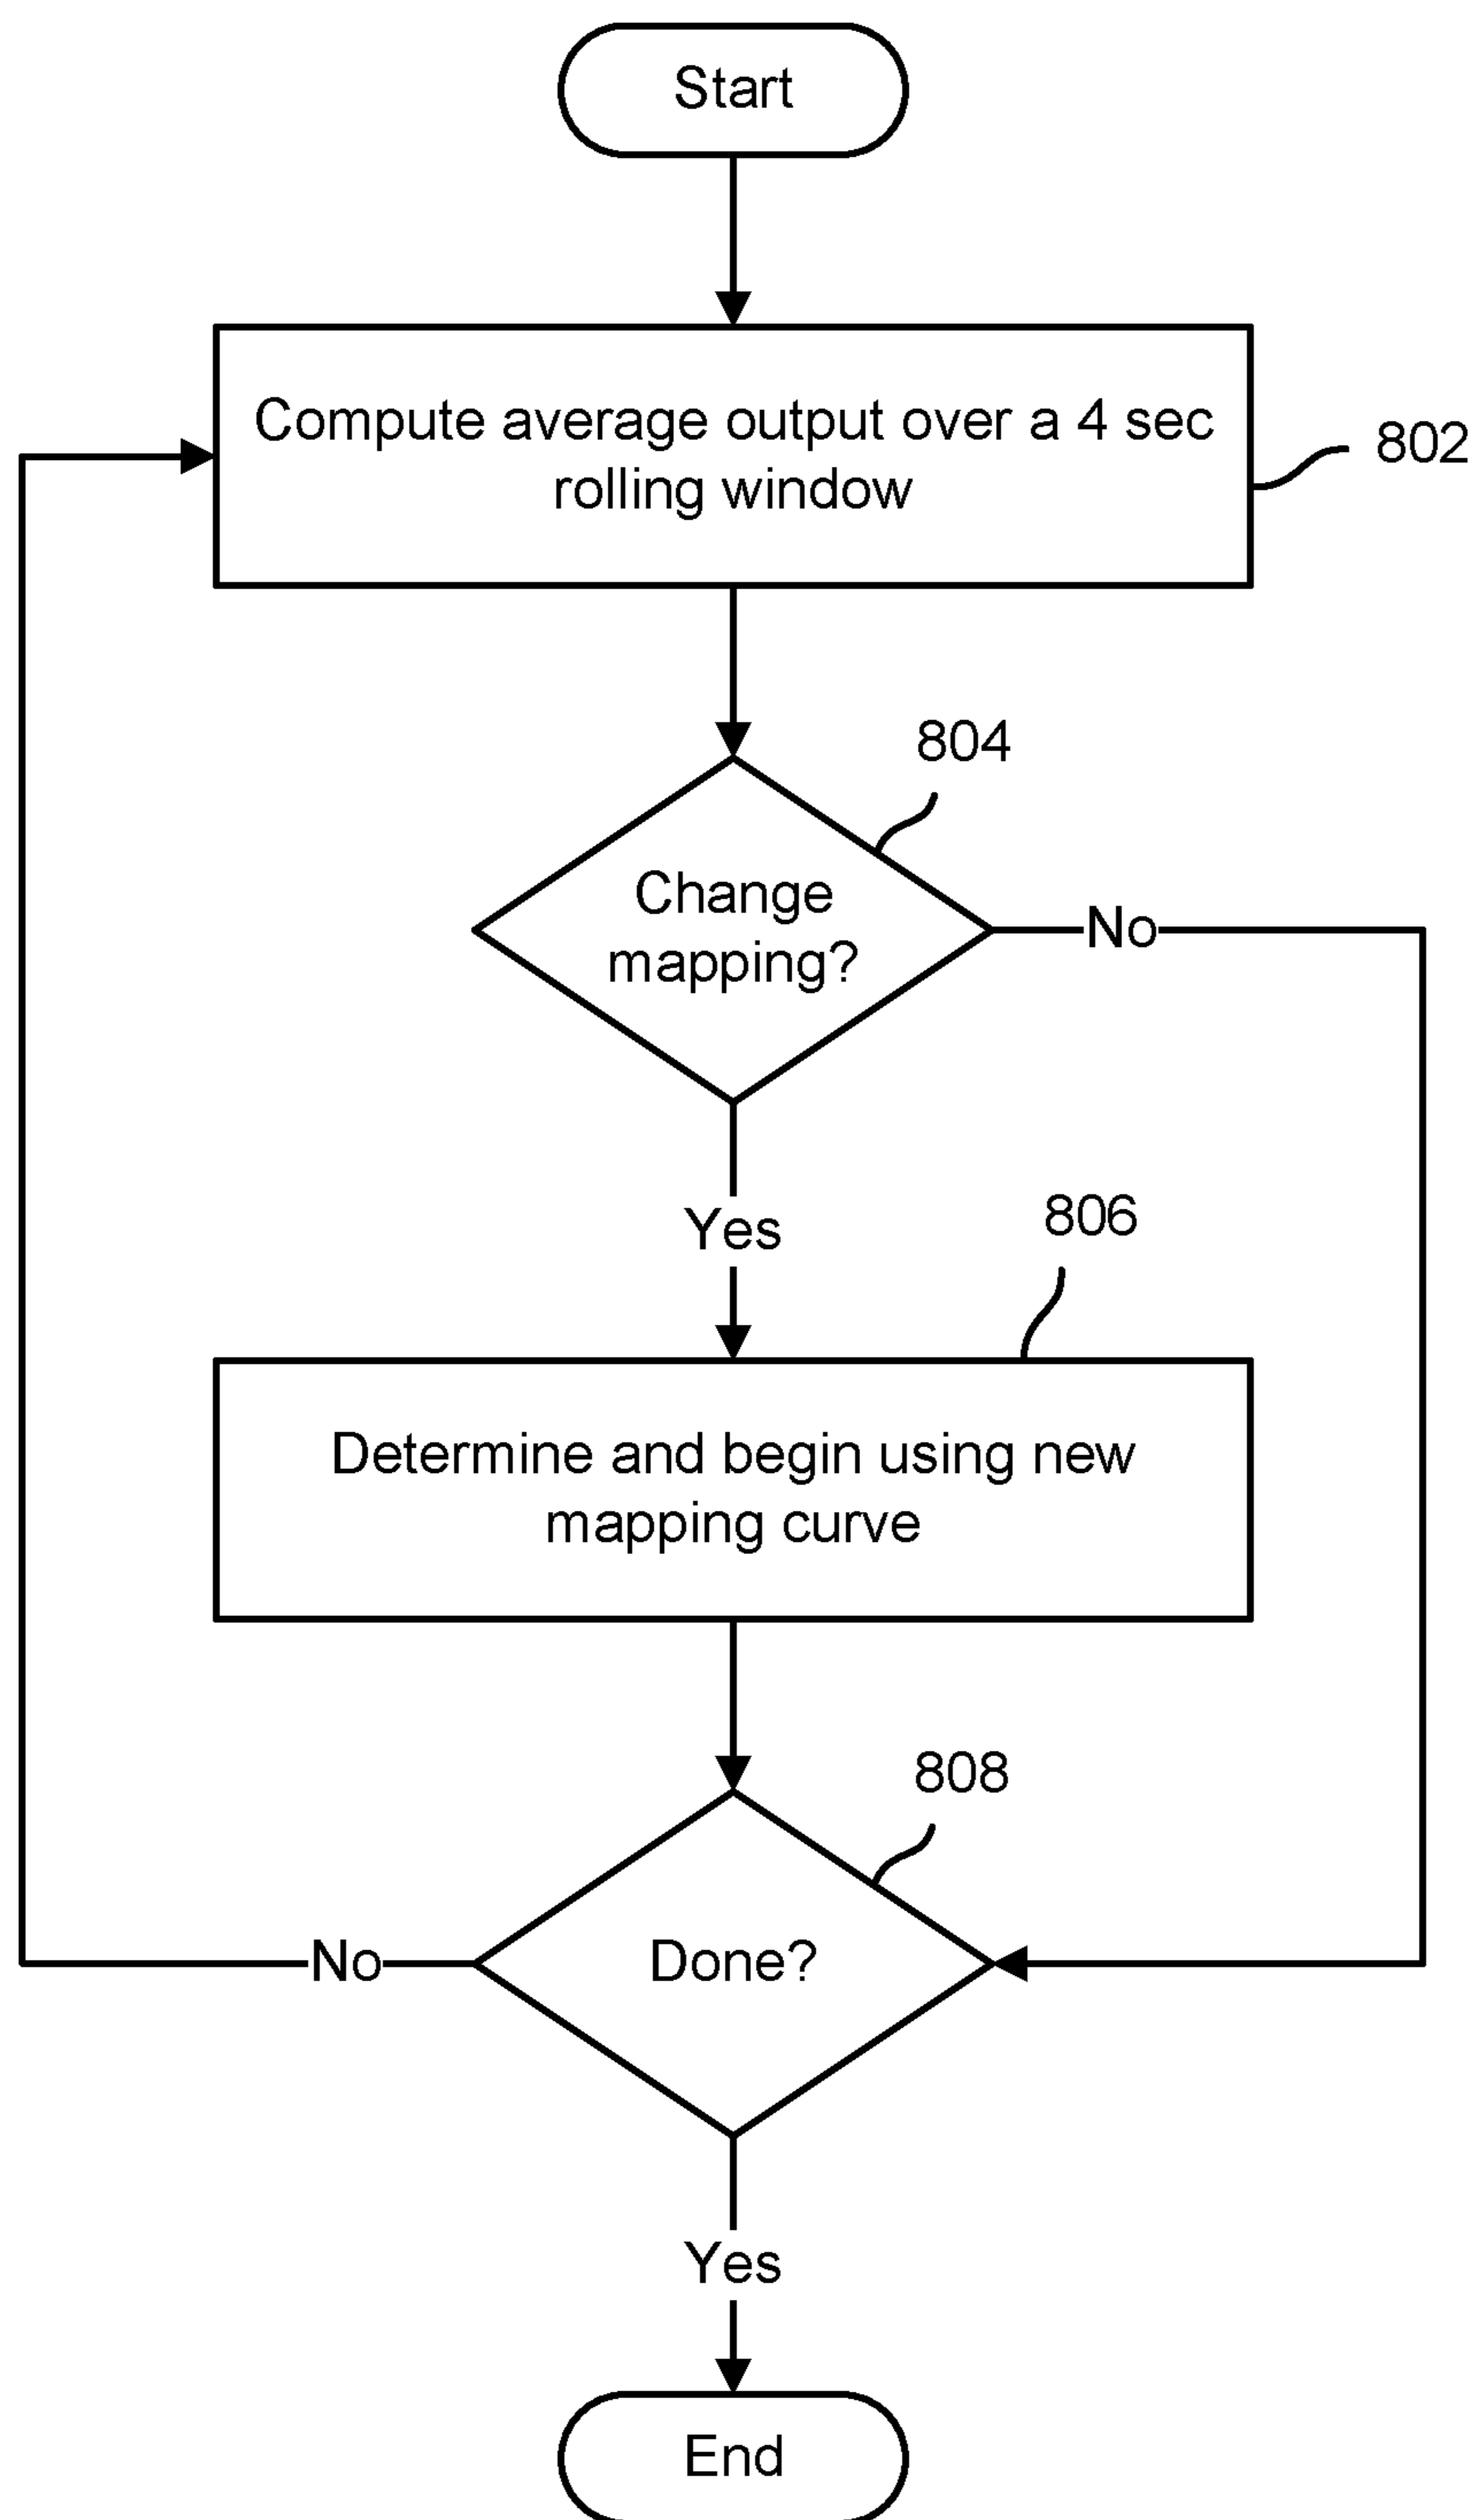 Start
Compute average output over a 4 sec
rolling window
802
804
Change
mapping?
No
Yes
806
Determine and begin using new
mapping curve
808
Done?
No
Yes
End